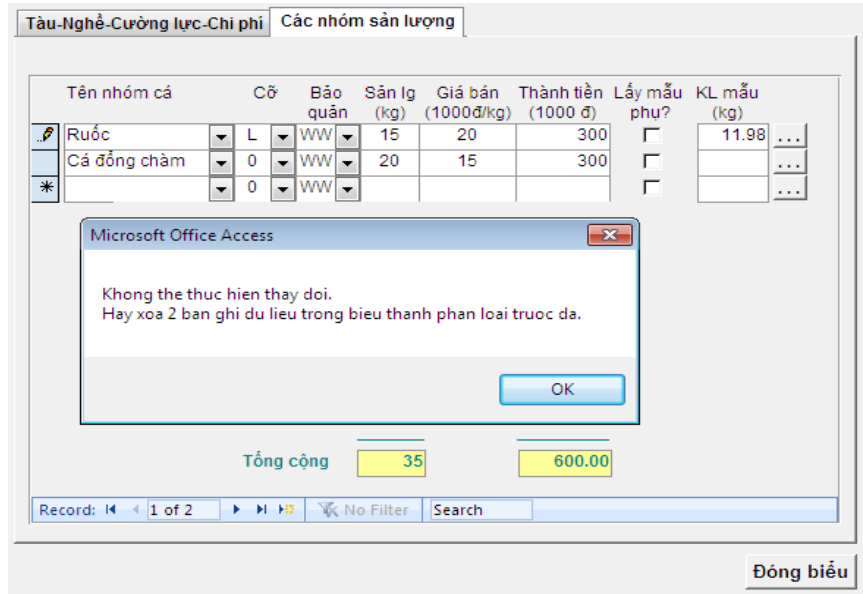 Tàu-Nghề-Cường lực-Chi phí Các nhóm sản lượng
Tên nhóm cá Cỡ Bảo quản Sản lg (kg) Giá bán (1000đ/kg) Thành tiền (1000 đ) Lấy mẫu phụ? KL mẫu (kg)
Ruốc L WW 15 20 300 11.98 ...
Cá đổng chàm 0 WW 20 15 300 ...
0 WW ...
Microsoft Office Access
Khong the thuc hien thay doi.
Hay xoa 2 ban ghi du lieu trong bieu thanh phan loai truoc da.
OK
Tổng cộng 35 600.00
Record: 1 of 2 No Filter Search
Đóng biểu